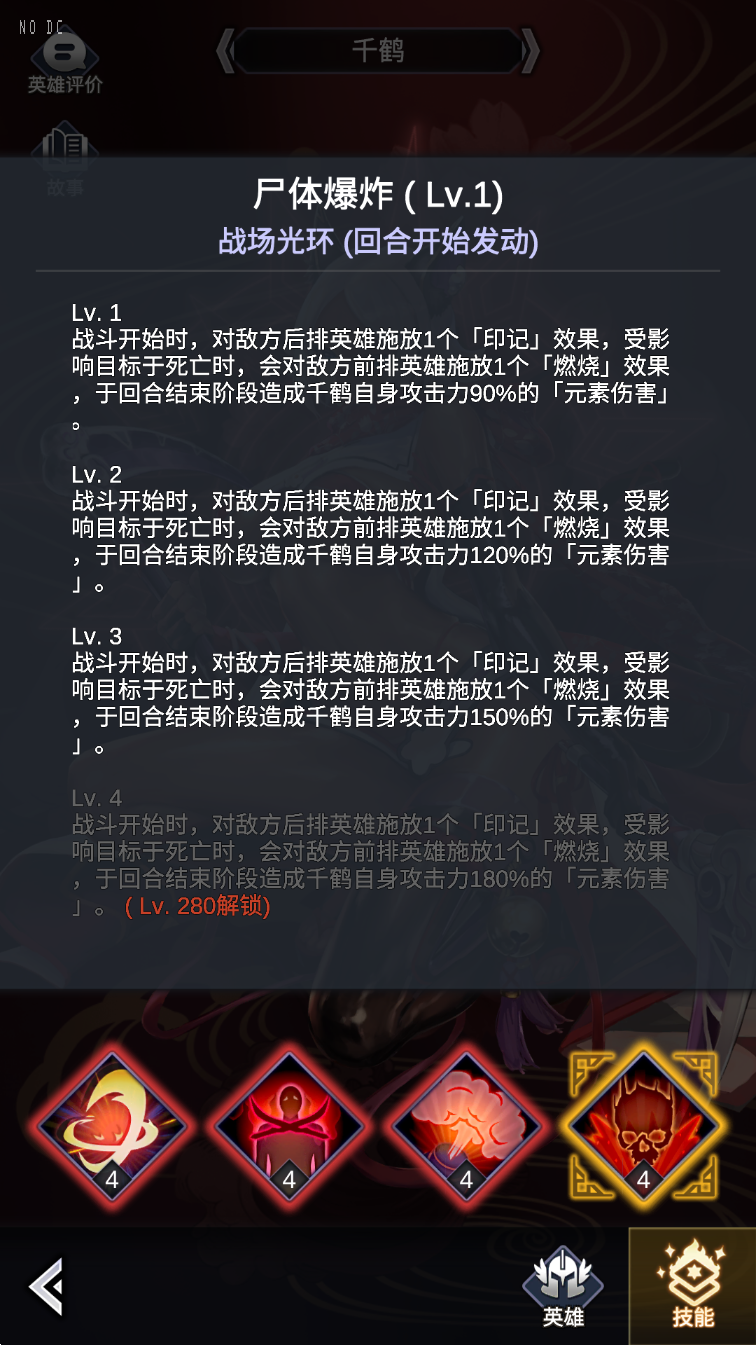 NO DC
千鹤
英雄评价
故事
尸体爆炸 ( Lv.1)
战场光环 (回合开始发动)
Lv. 1
战斗开始时，对敌方后排英雄施放1个「印记」效果，受影
响目标于死亡时，会对敌方前排英雄施放1个「燃烧」效果
，于回合结束阶段造成千鹤自身攻击力90%的「元素伤害」
。
Lv. 2
战斗开始时，对敌方后排英雄施放1个「印记」效果，受影
响目标于死亡时，会对敌方前排英雄施放1个「燃烧」效果
，于回合结束阶段造成千鹤自身攻击力120%的「元素伤害
」。
Lv. 3
战斗开始时，对敌方后排英雄施放1个「印记」效果，受影
响目标于死亡时，会对敌方前排英雄施放1个「燃烧」效果
，于回合结束阶段造成千鹤自身攻击力150%的「元素伤害
」。
Lv. 4
战斗开始时，对敌方后排英雄施放1个「印记」效果，受影
响目标于死亡时，会对敌方前排英雄施放1个「燃烧」效果
，于回合结束阶段造成千鹤自身攻击力180%的「元素伤害
」。 ( Lv. 280解锁)
4 4 4 4
英雄 技能